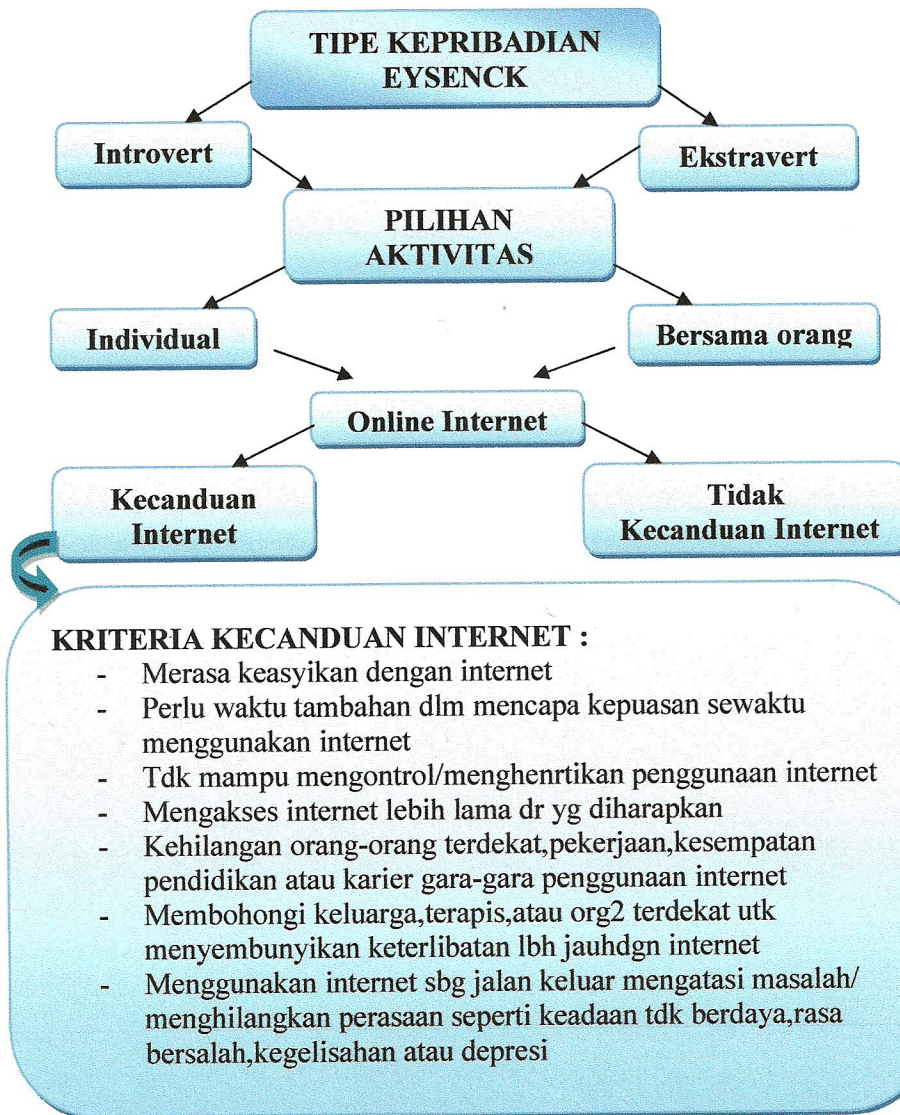 TIPE KEPRIBADIAN
EYSENCK
Introvert
Ekstravert
PILIHAN
AKTIVITAS
Individual
Bersama orang
Online Internet
Kecanduan
Internet
Tidak
Kecanduan Internet
KRITERIA KECANDUAN INTERNET :
- Merasa keasyikan dengan internet
- Perlu waktu tambahan dlm mencapa kepuasan sewaktu
menggunakan internet
- Tdk mampu mengontrol/menghenrtikan penggunaan internet
- Mengakses internet lebih lama dr yg diharapkan
- Kehilangan orang-orang terdekat,pekerjaan,kesempatan
pendidikan atau karier gara-gara penggunaan internet
- Membohongi keluarga,terapis,atau org2 terdekat utk
menyembunyikan keterlibatan lbh jauhdgn internet
- Menggunakan internet sbg jalan keluar mengatasi masalah/
menghilangkan perasaan seperti keadaan tdk berdaya,rasa
bersalah,kegelisahan atau depresi